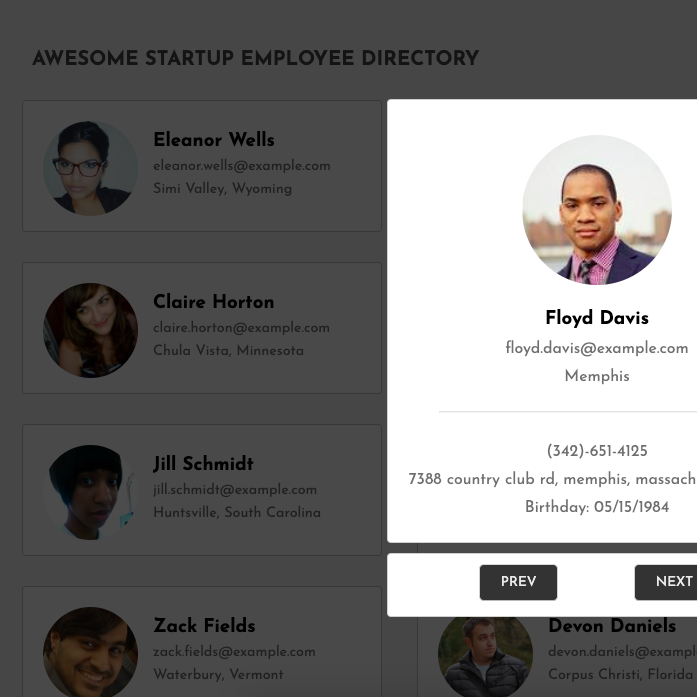 AWESOME STARTUP EMPLOYEE DIRECTORY
Eleanor Wells
eleanor.wells@example.com
Simi Valley, Wyoming
Claire Horton
claire.horton@example.com
Chula Vista, Minnesota
Jill Schmidt
jill.schmidt@example.com
Huntsville, South Carolina
Zack Fields
zack.fields@example.com
Waterbury, Vermont
Floyd Davis
floyd.davis@example.com
Memphis
(342)-651-4125
7388 country club rd, memphis, massach
Birthday: 05/15/1984
PREV
NEXT
Devon Daniels
devon.daniels@exampl
Corpus Christi, Florida